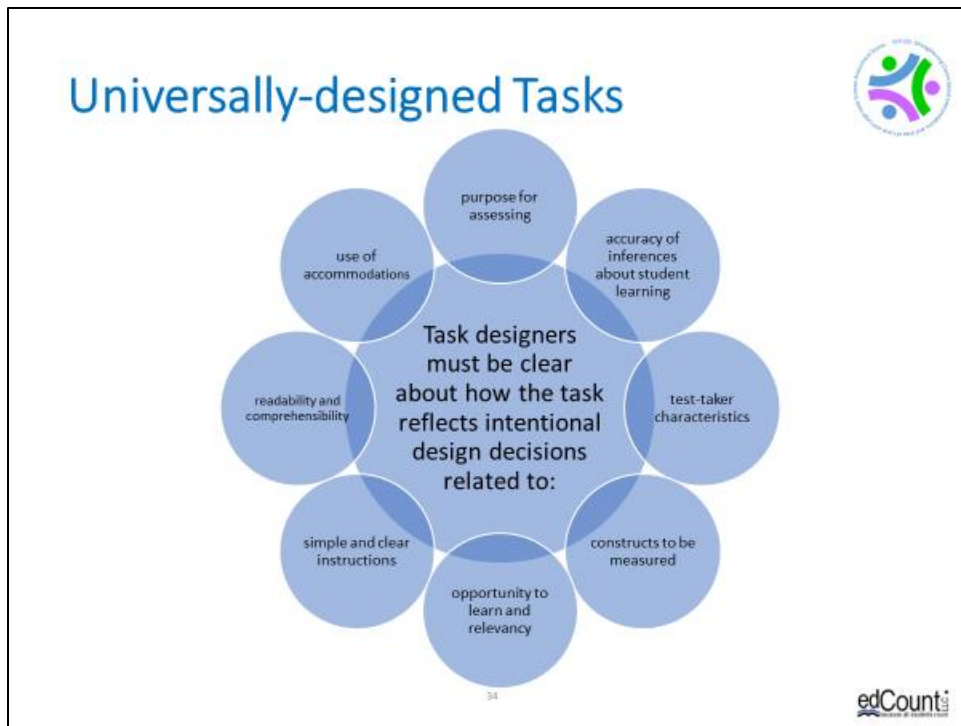 Universally-designed Tasks
purpose for
assessing
accuracy of
inferences
about student
learning
test-taker
characteristics
constructs to be
measured
opportunity to
learn and
relevancy
simple and clear
instructions
readability and
comprehensibility
use of
accommodations
Task designers
must be clear
about how the task
reflects intentional
design decisions
related to:
34
edCount LLC